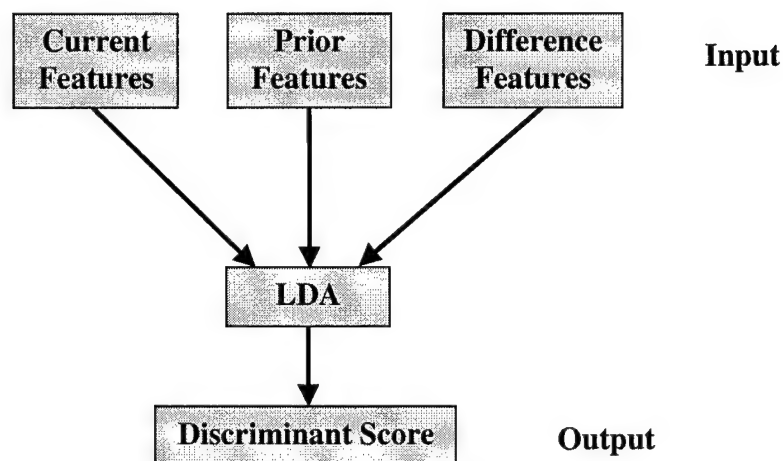 Current
Features
Prior
Features
Difference
Features
Input
LDA
Discriminant Score
Output